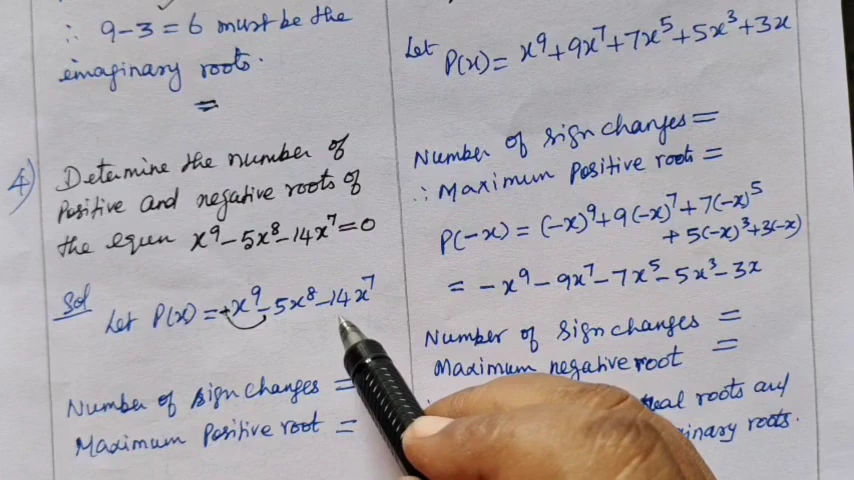 ∴ 9-3=6 must be the
imaginary roots.
4) Determine the number of
Positive and negative roots of
the equn x⁹-5x⁸-14x⁷=0
Sol
Let P(x) = +x⁹-5x⁸-14x⁷
Number of sign changes =
Maximum Positive root =
Let P(x) = x⁹+9x⁷+7x⁵+5x³+3x
Number of sign changes =
∴ Maximum Positive root =
P(-x) = (-x)⁹+9(-x)⁷+7(-x)⁵
+5(-x)³+3(-x)
= -x⁹-9x⁷-7x⁵-5x³-3x
Number of sign changes =
Maximum negative root =
real roots and
roots.